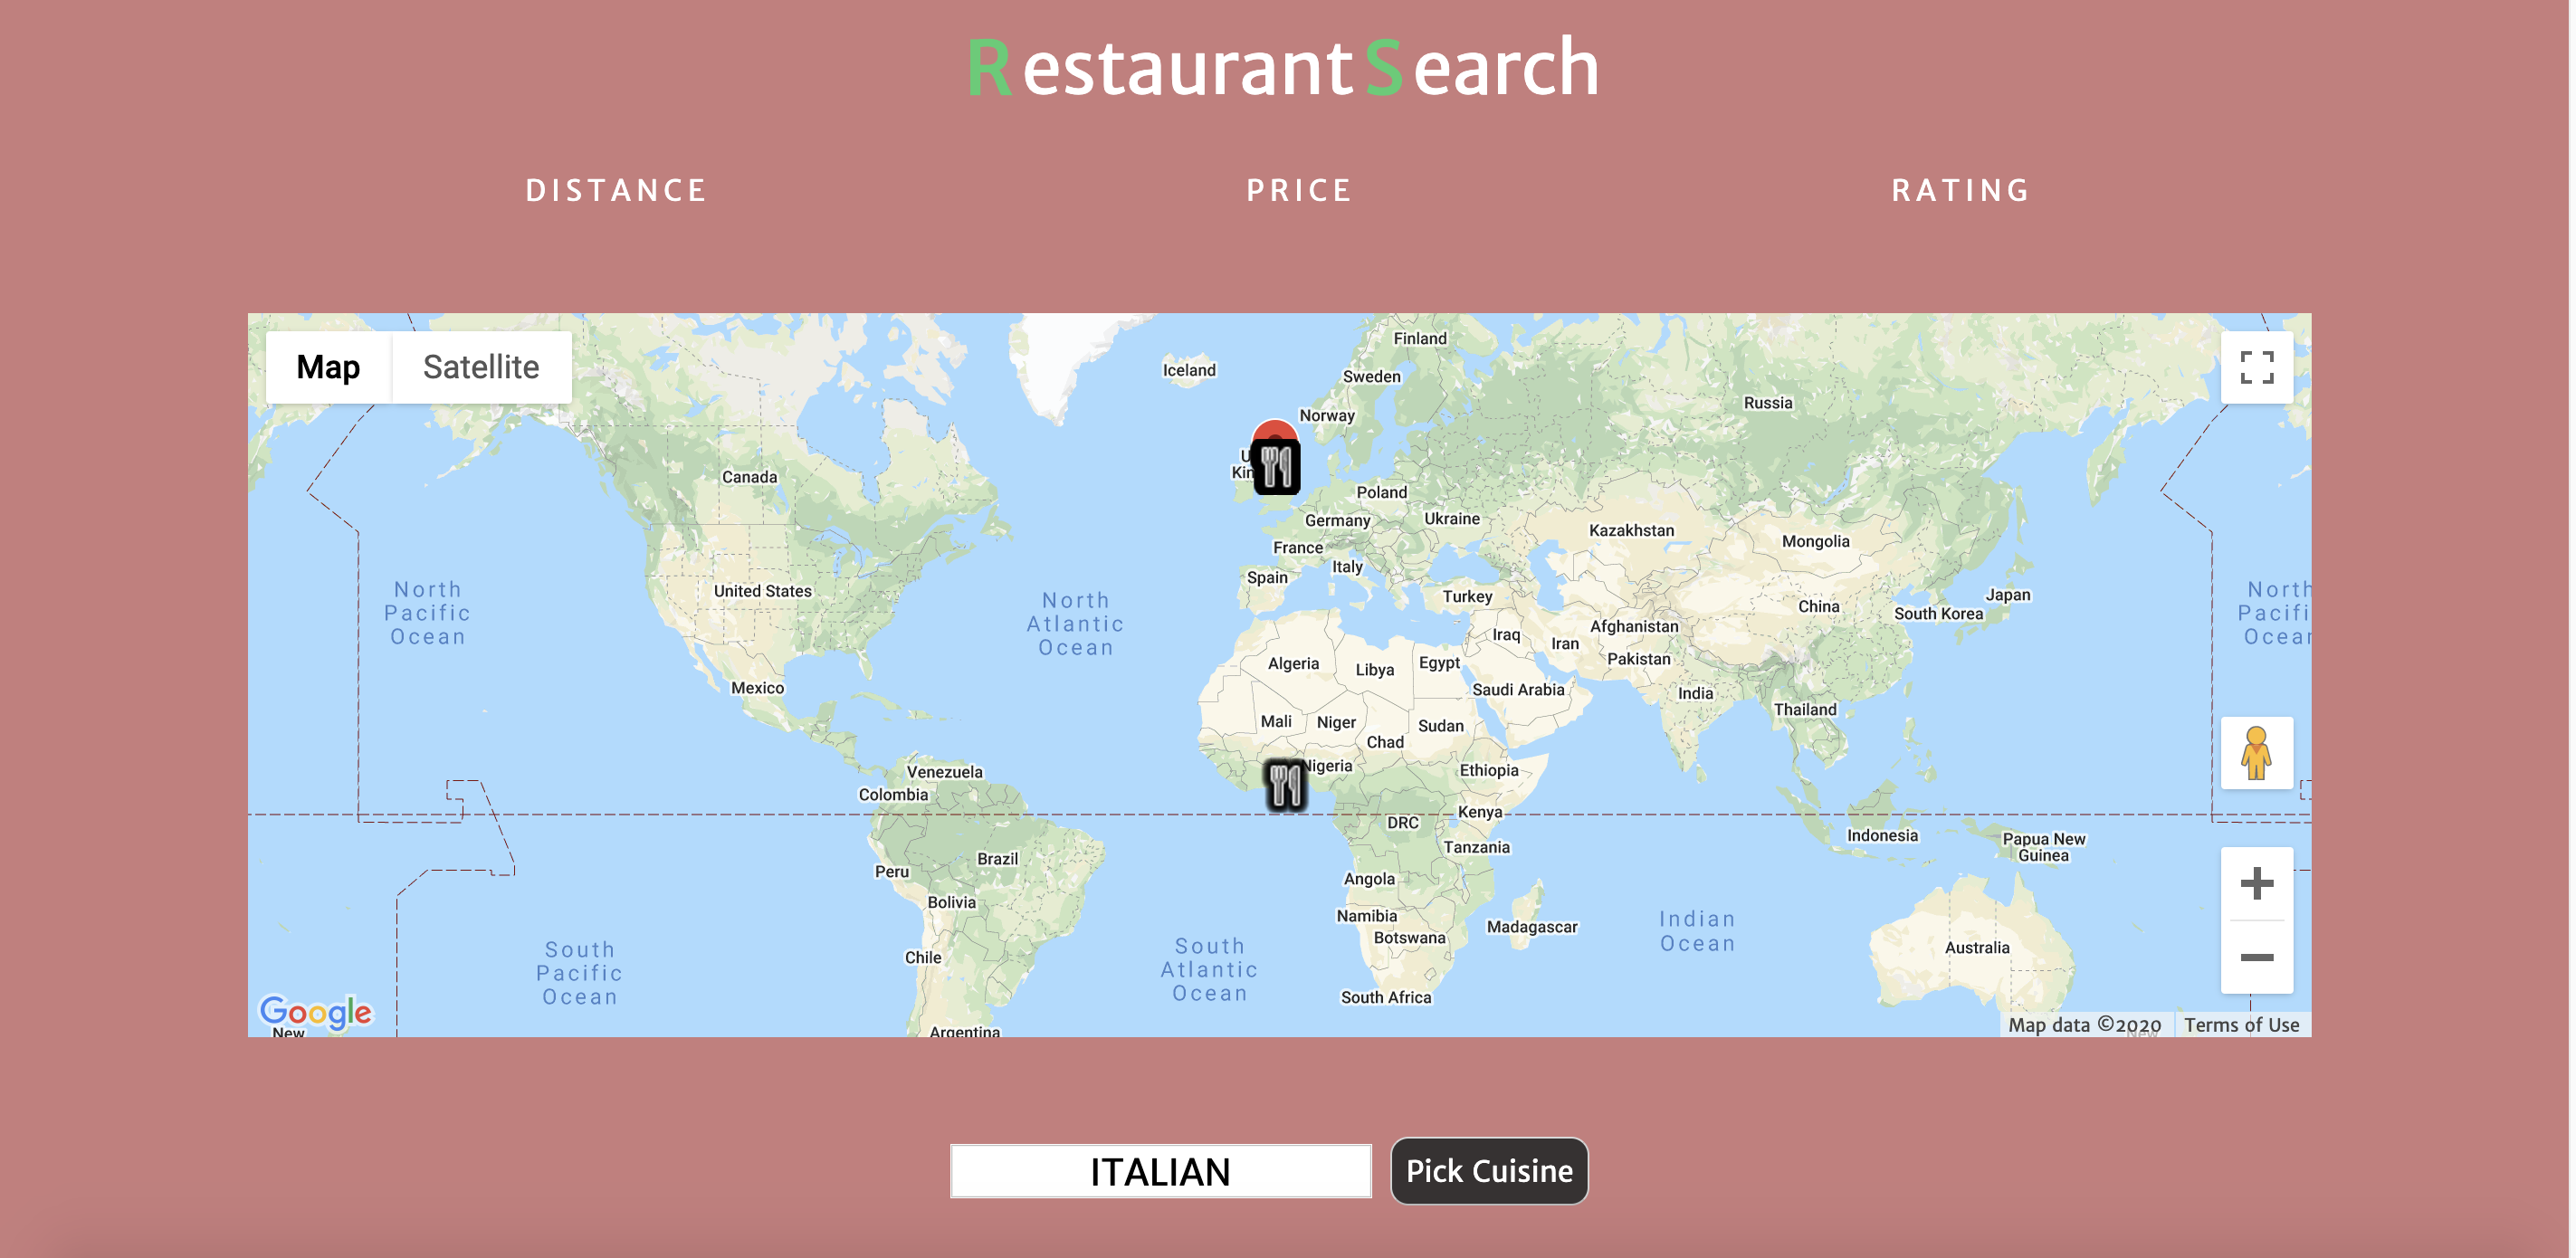 Restaurant Search
DISTANCE PRICE RATING
Map Satellite
Finland
Iceland
Sweden
Russia
Norway
Canada
Poland
Germany
Ukraine
Kazakhstan
France
Mongolia
Italy
Spain
North
Pacific
Ocean
United States
North
Atlantic
Ocean
Turkey
China
Japan
South Korea
North
Afghanistan
Iraq
Iran
Pakistan
Algeria
Libya
Egypt
Saudi Arabia
India
Mexico
Thailand
Mali
Niger
Sudan
Chad
Nigeria
Ethiopia
Venezuela
Colombia
Kenya
DRC
Indonesia
Papua New
Guinea
Tanzania
Brazil
Peru
Angola
Bolivia
Namibia
Botswana
Madagascar
Indian
Ocean
Australia
Chile
South
Pacific
Ocean
South
Atlantic
Ocean
South Africa
Google
New
Argentina
Map data ©2020 Terms of Use
ITALIAN Pick Cuisine